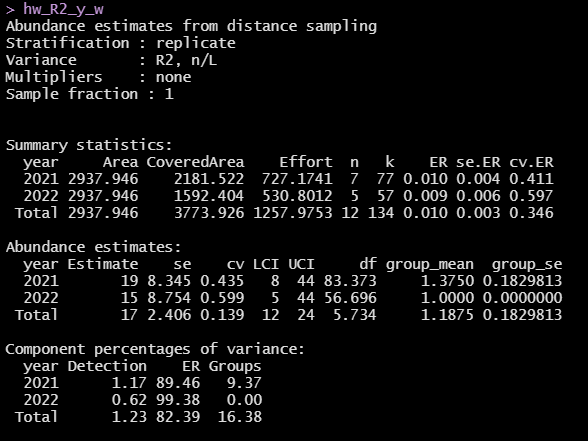 > hw_R2_y_w
Abundance estimates from distance sampling
Stratification : replicate
Variance       : R2, n/L
Multipliers    : none
Sample fraction : 1
Summary statistics:
  year     Area CoveredArea    Effort  n   k    ER se.ER cv.ER
  2021 2937.946    2181.522  727.1741  7  77 0.010 0.004 0.411
  2022 2937.946    1592.404  530.8012  5  57 0.009 0.006 0.597
 Total 2937.946    3773.926 1257.9753 12 134 0.010 0.003 0.346
Abundance estimates:
  year Estimate    se    cv LCI UCI     df group_mean  group_se
  2021       19 8.345 0.435   8  44 83.373     1.3750 0.1829813
  2022       15 8.754 0.599   5  44 56.696     1.0000 0.0000000
 Total       17 2.406 0.139  12  24  5.734     1.1875 0.1829813
Component percentages of variance:
  year Detection    ER Groups
  2021      1.17 89.46   9.37
  2022      0.62 99.38   0.00
 Total      1.23 82.39  16.38